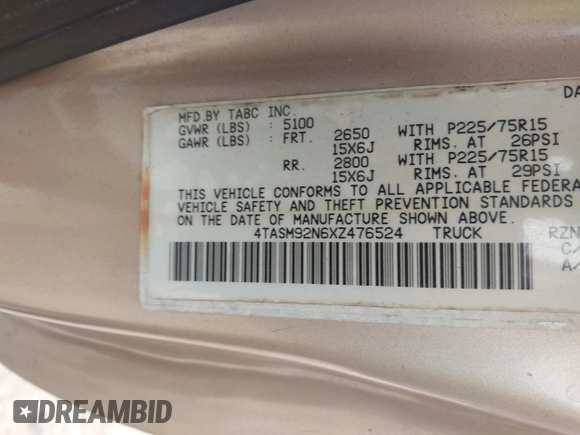 DA
MFD.BY TABC INC.
GVWR (LBS) : 5100
GAWR (LBS) : FRT. 2650 WITH P225/75R15
15X6J RIMS. AT 26PSI
RR. 2800 WITH P225/75R15
15X6J RIMS. AT 29PSI
THIS VEHICLE CONFORMS TO ALL APPLICABLE FEDERA
VEHICLE SAFETY AND THEFT PREVENTION STANDARDS
ON THE DATE OF MANUFACTURE SHOWN ABOVE.
4TASM92N6XZ476524 TRUCK RZN
C/
A/
DREAMBID